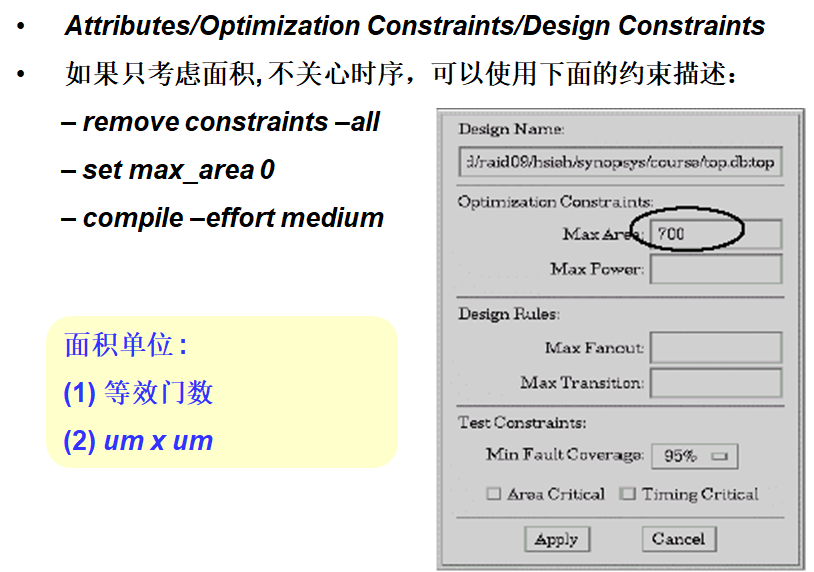 • Attributes/Optimization Constraints/Design Constraints
• 如果只考虑面积, 不关心时序，可以使用下面的约束描述：
– remove constraints –all
– set max_area 0
– compile –effort medium
面积单位：
(1) 等效门数
(2) um x um
Design Name:
d/raid09/hsieh/synopsys/course/top.db:top
Optimization Constraints:
Max Area: 700
Max Power:
Design Rules:
Max Fanout:
Max Transition:
Test Constraints:
Min Fault Coverage: 95%
Area Critical Timing Critical
Apply Cancel